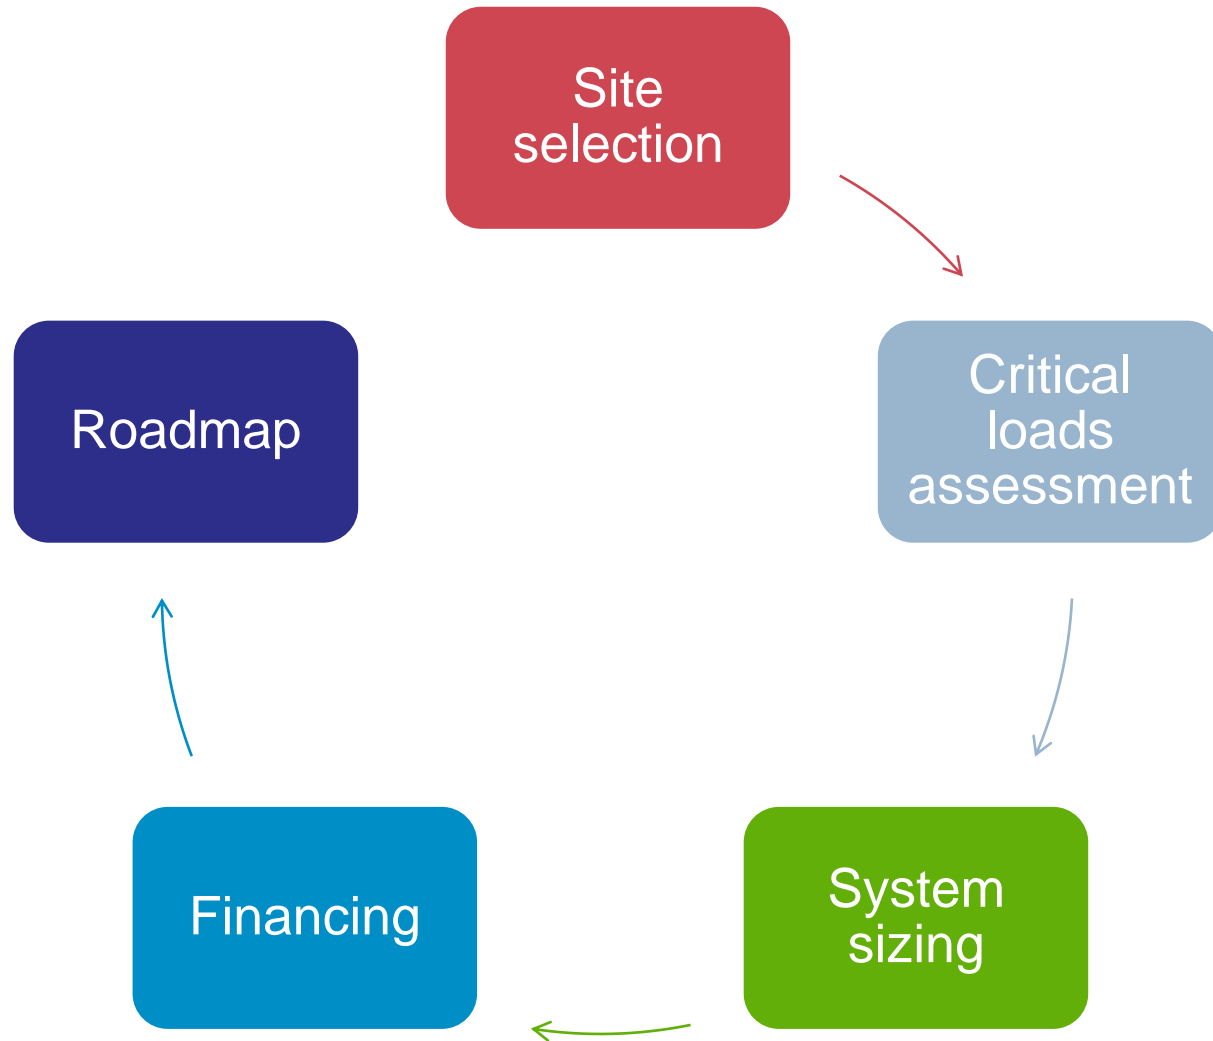 Site
selection
Critical
loads
assessment
System
sizing
Financing
Roadmap